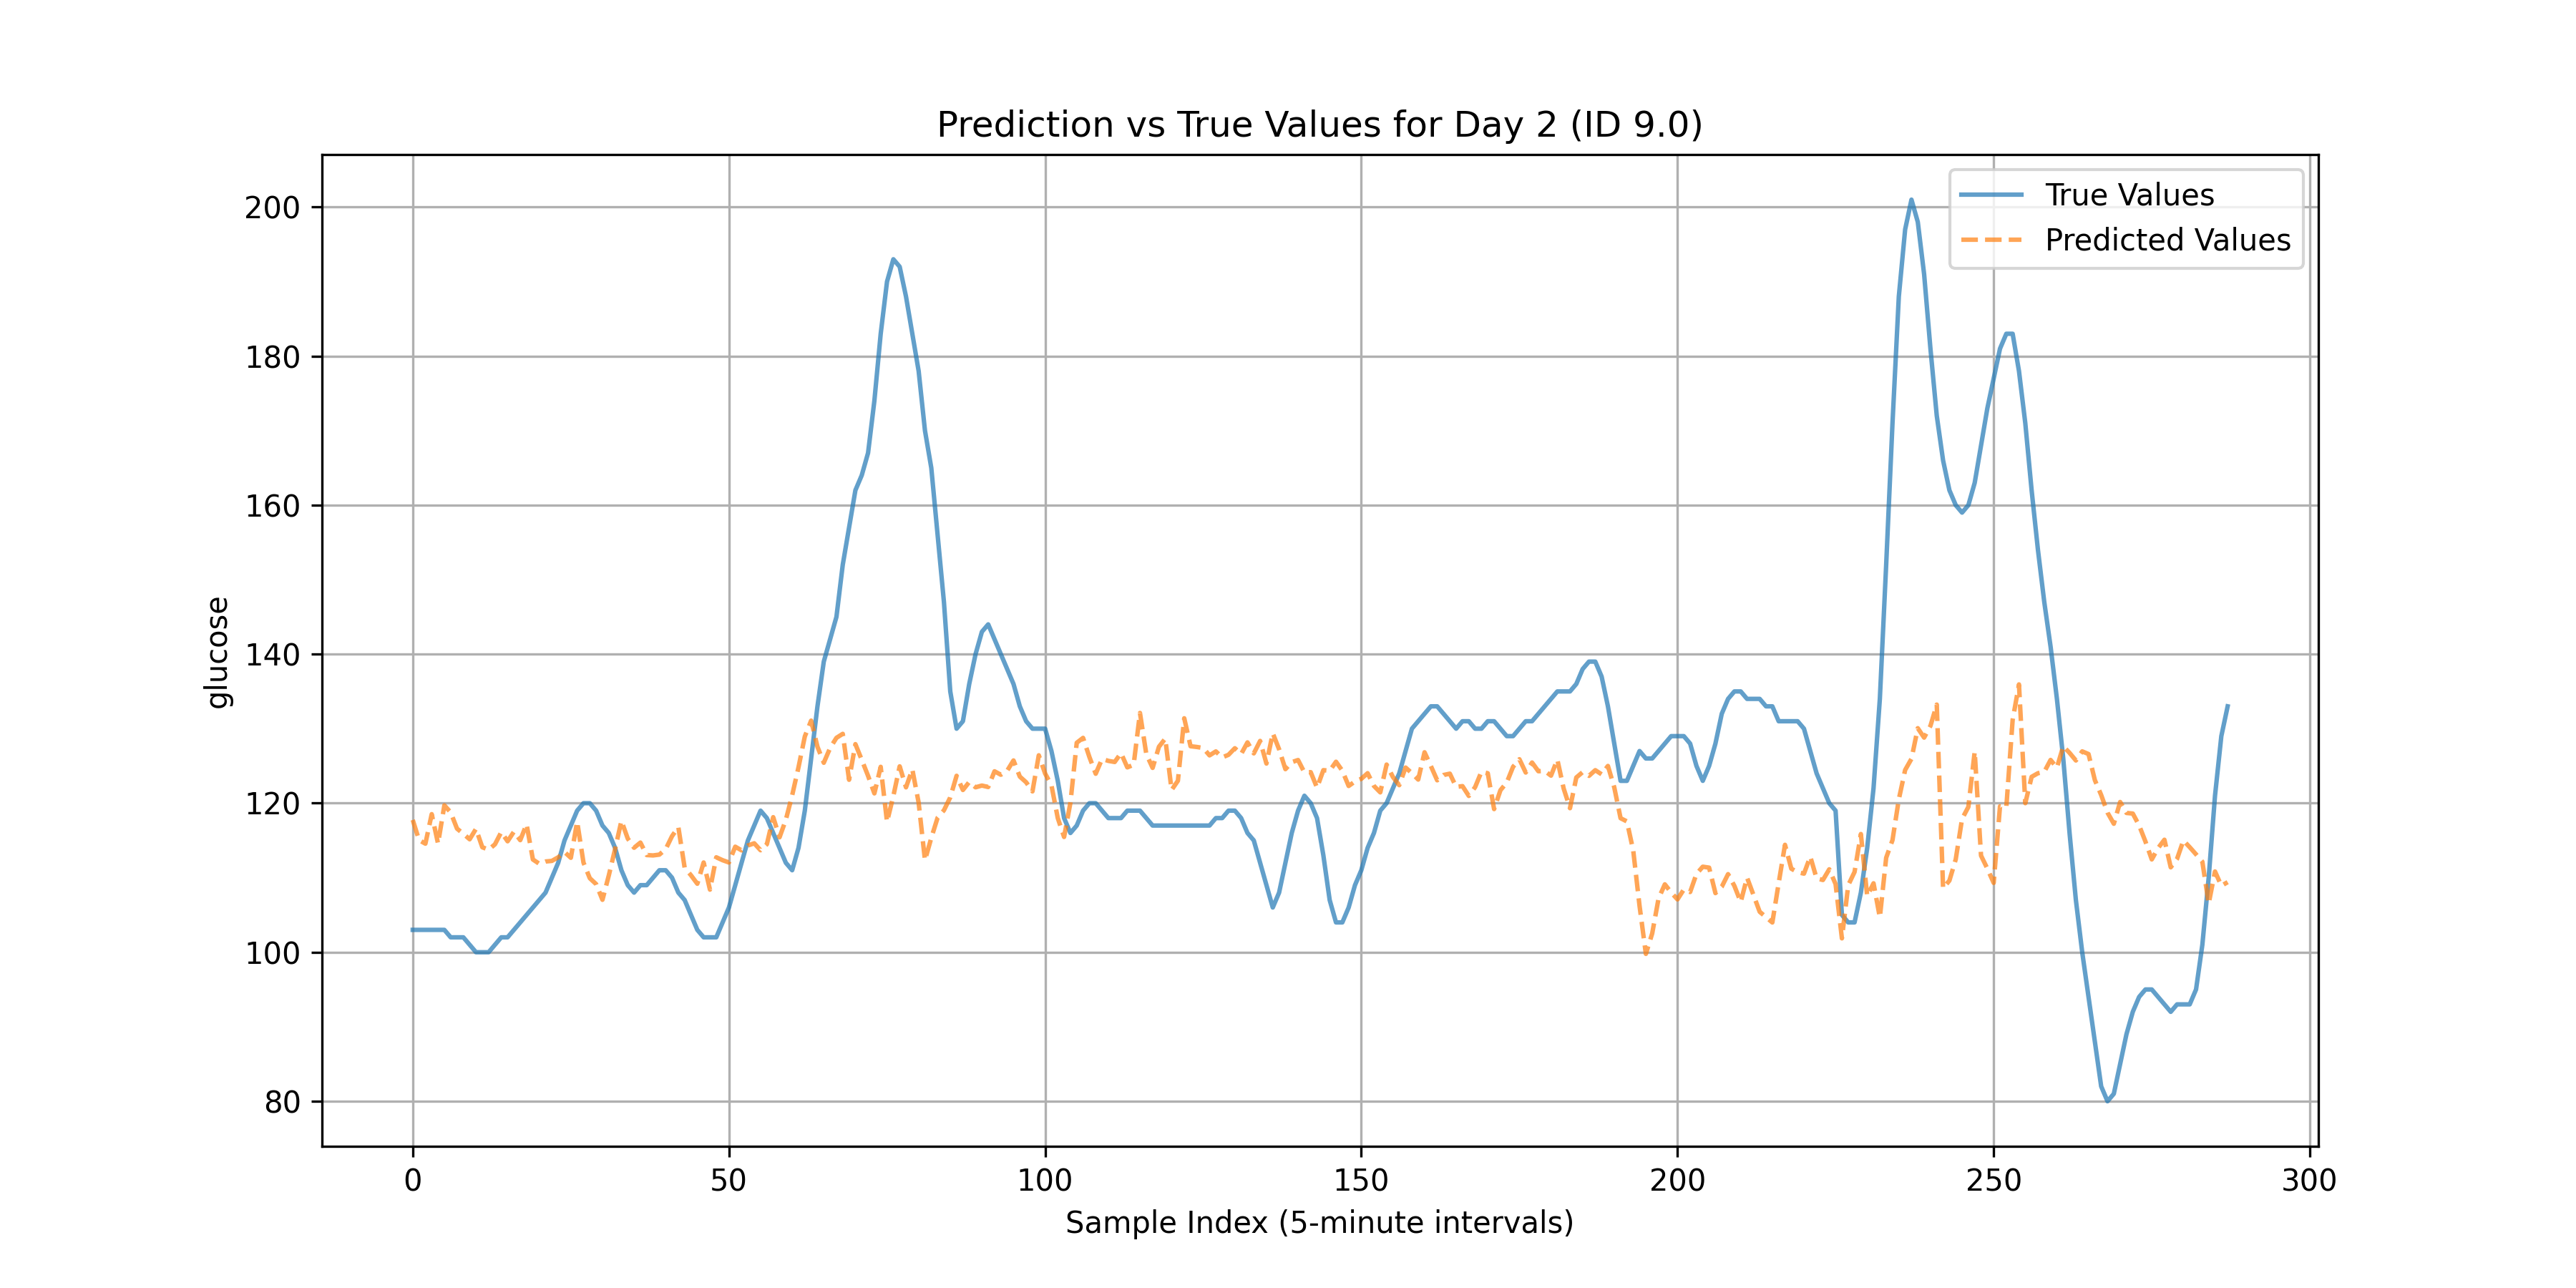 Prediction vs True Values for Day 2 (ID 9.0)
True Values
Predicted Values
glucose
200
180
160
140
120
100
80
0
50
100
150
200
250
300
Sample Index (5-minute intervals)